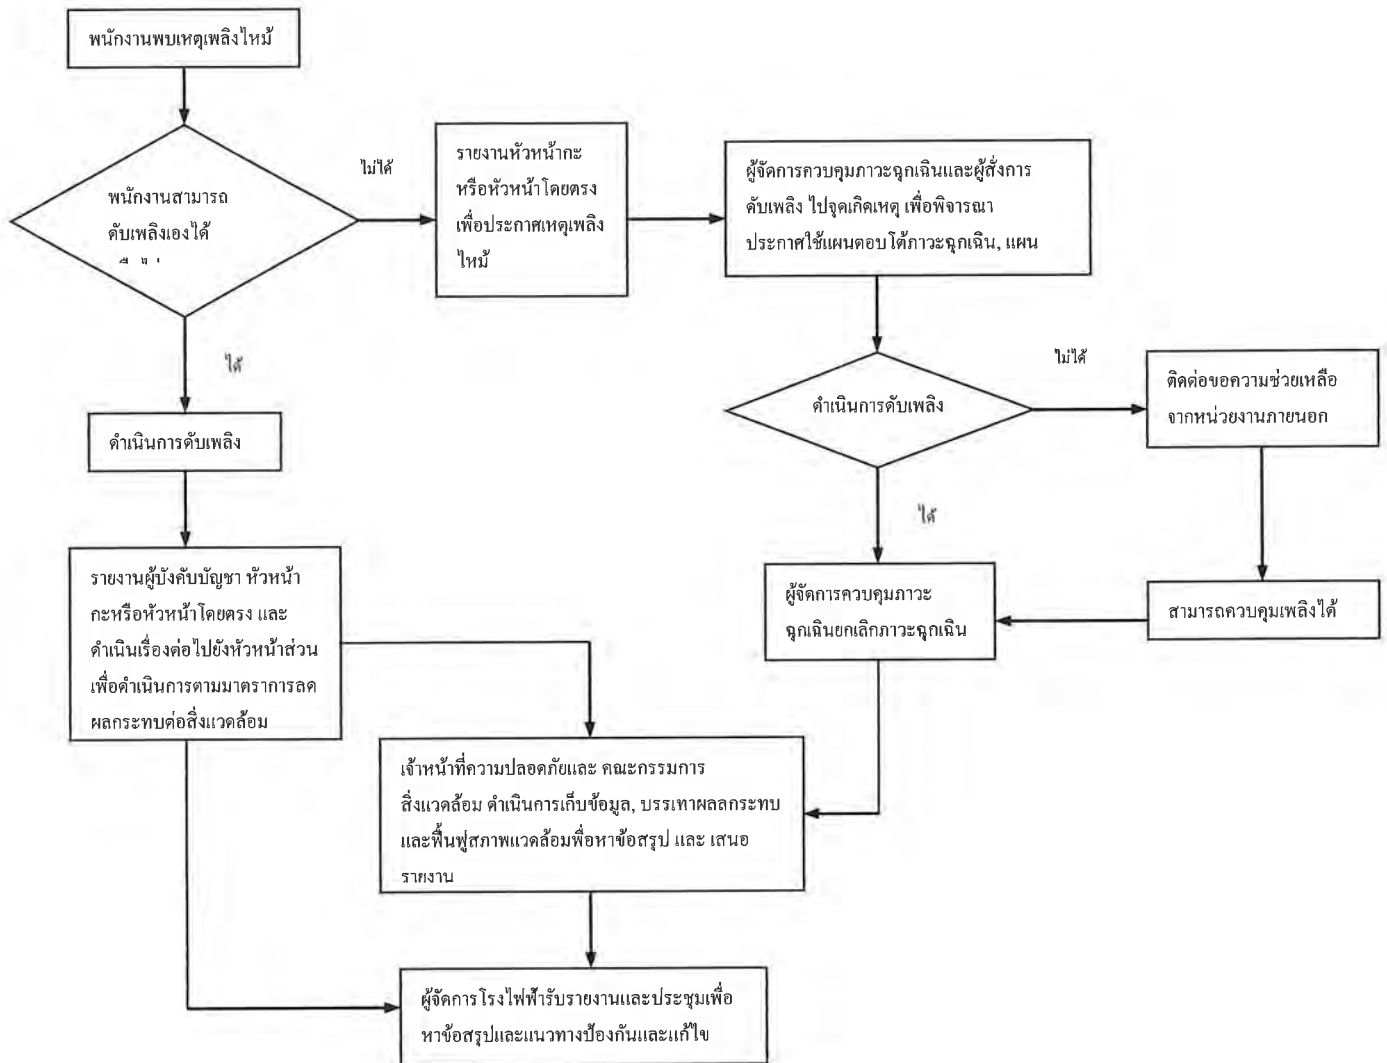 พนักงานพบเหตุเพลิงไหม้
พนักงานสามารถ
ดับเพลิงเองได้
ไม่ได้
รายงานหัวหน้ากะ
หรือหัวหน้าโดยตรง
เพื่อประกาศเหตุเพลิง
ไหม้
ผู้จัดการควบคุมภาวะฉุกเฉินและผู้สั่งการ
ดับเพลิง ไปจุดเกิดเหตุ เพื่อพิจารณา
ประกาศใช้แผนตอบโต้ภาวะฉุกเฉิน, แผน
ได้
ดำเนินการดับเพลิง
ดำเนินการดับเพลิง
ไม่ได้
ติดต่อขอความช่วยเหลือ
จากหน่วยงานภายนอก
ได้
รายงานผู้บังคับบัญชา หัวหน้า
กะหรือหัวหน้าโดยตรง และ
ดำเนินเรื่องต่อไปยังหัวหน้าส่วน
เพื่อดำเนินการตามมาตราการลด
ผลกระทบต่อสิ่งแวดล้อม
ผู้จัดการควบคุมภาวะ
ฉุกเฉินยกเลิกภาวะฉุกเฉิน
สามารถควบคุมเพลิงได้
เจ้าหน้าที่ความปลอดภัยและ คณะกรรมการ
สิ่งแวดล้อม ดำเนินการเก็บข้อมูล, บรรเทาผลลกระทบ
และฟื้นฟูสภาพแวดล้อมพื่อหาข้อสรุป และ เสนอ
รายงาน
ผู้จัดการโรงไฟฟ้ารับรายงานและประชุมเพื่อ
หาข้อสรุปและแนวทางป้องกันและแก้ไข